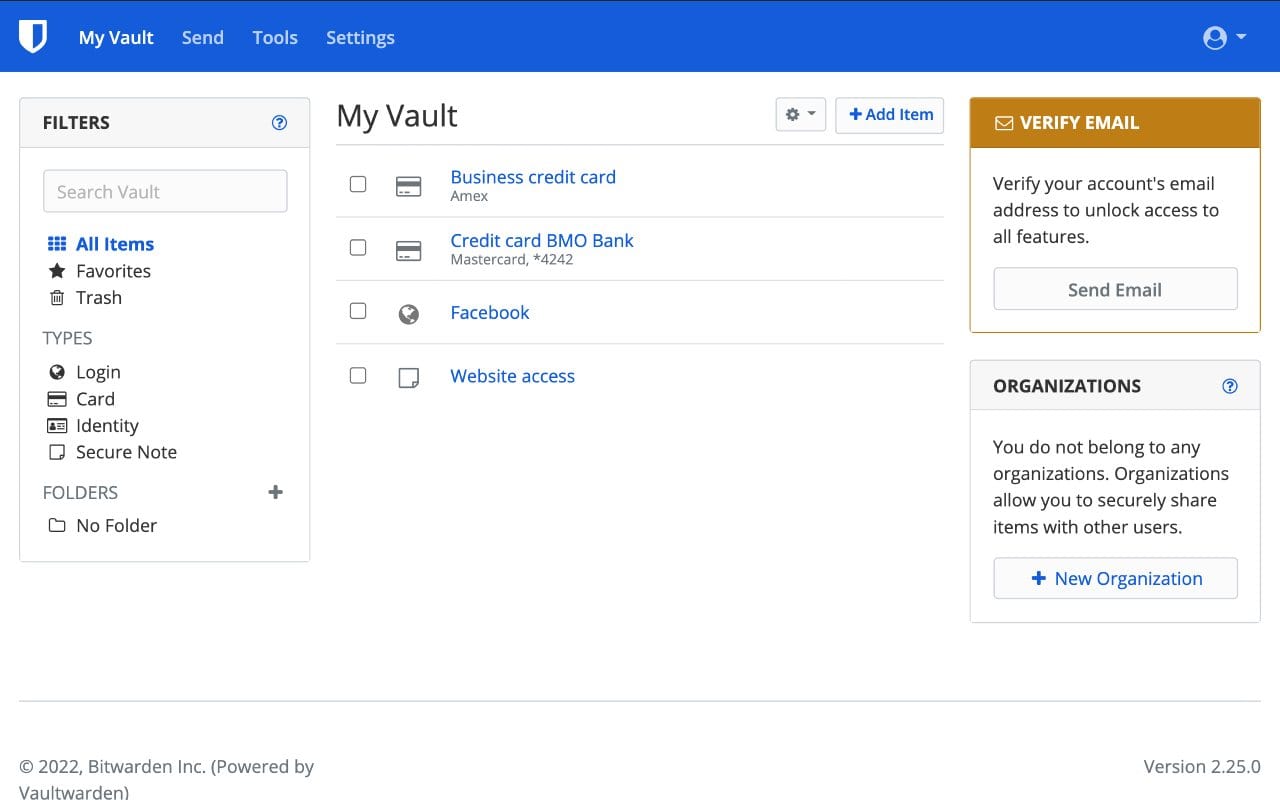 My Vault Send Tools Settings
FILTERS
Search Vault
All Items
Favorites
Trash
TYPES
Login
Card
Identity
Secure Note
FOLDERS
No Folder
My Vault
Add Item
Business credit card
Amex
Credit card BMO Bank
Mastercard, *4242
Facebook
Website access
VERIFY EMAIL
Verify your account's email
address to unlock access to
all features.
Send Email
ORGANIZATIONS
You do not belong to any
organizations. Organizations
allow you to securely share
items with other users.
New Organization
© 2022, Bitwarden Inc. (Powered by
Vaultwarden)
Version 2.25.0